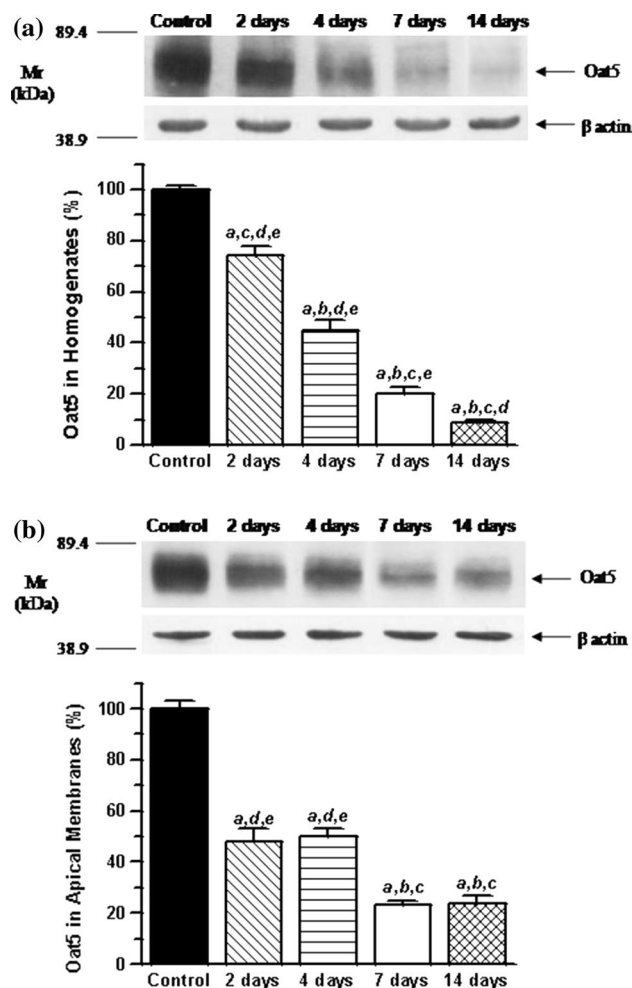 (a)
Control 2 days 4 days 7 days 14 days
89.4
Mr
(kDa)
Oat5
β actin
38.9
Oat5 in Homogenates (%)
100
80
60
40
20
0
a,c,d,e
a,b,d,e
a,b,c,e
a,b,c,d
Control 2 days 4 days 7 days 14 days
(b)
Control 2 days 4 days 7 days 14 days
89.4
Mr
(kDa)
Oat5
β actin
38.9
Oat5 in Apical Membranes (%)
100
80
60
40
20
0
a,d,e
a,d,e
a,b,c
a,b,c
Control 2 days 4 days 7 days 14 days